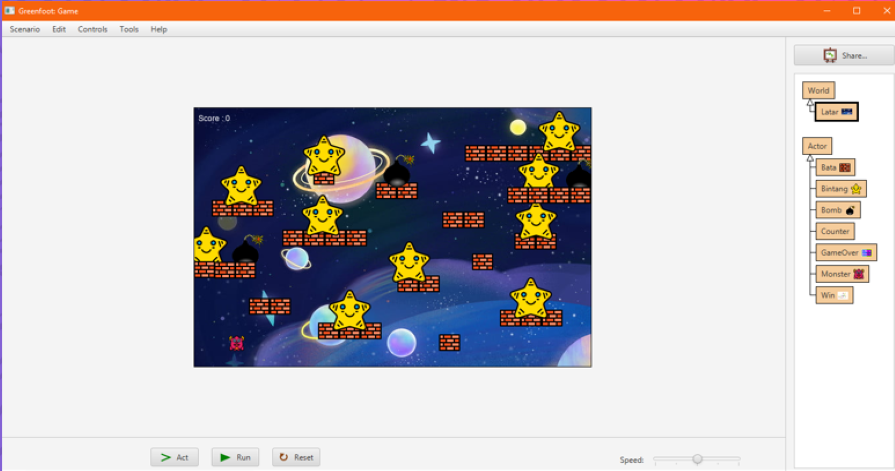 Greenfoot: Game
Scenario Edit Controls Tools Help
Share...
World
Latar
Score : 0
Actor
Bata
Bintang
Bomb
Counter
GameOver
Monster
Win
Act Run Reset Speed: